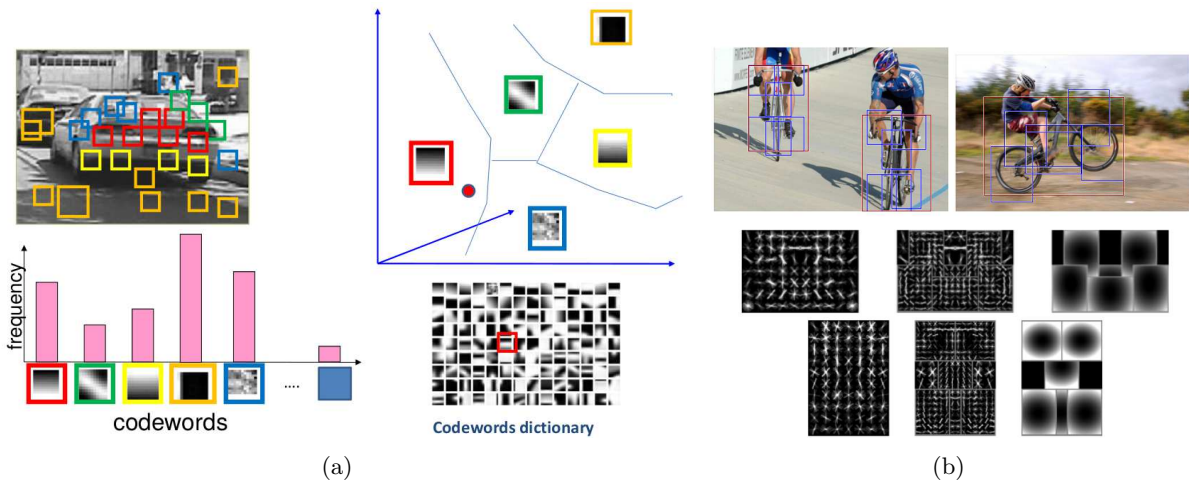 frequency
....
codewords
Codewords dictionary
(a)
(b)